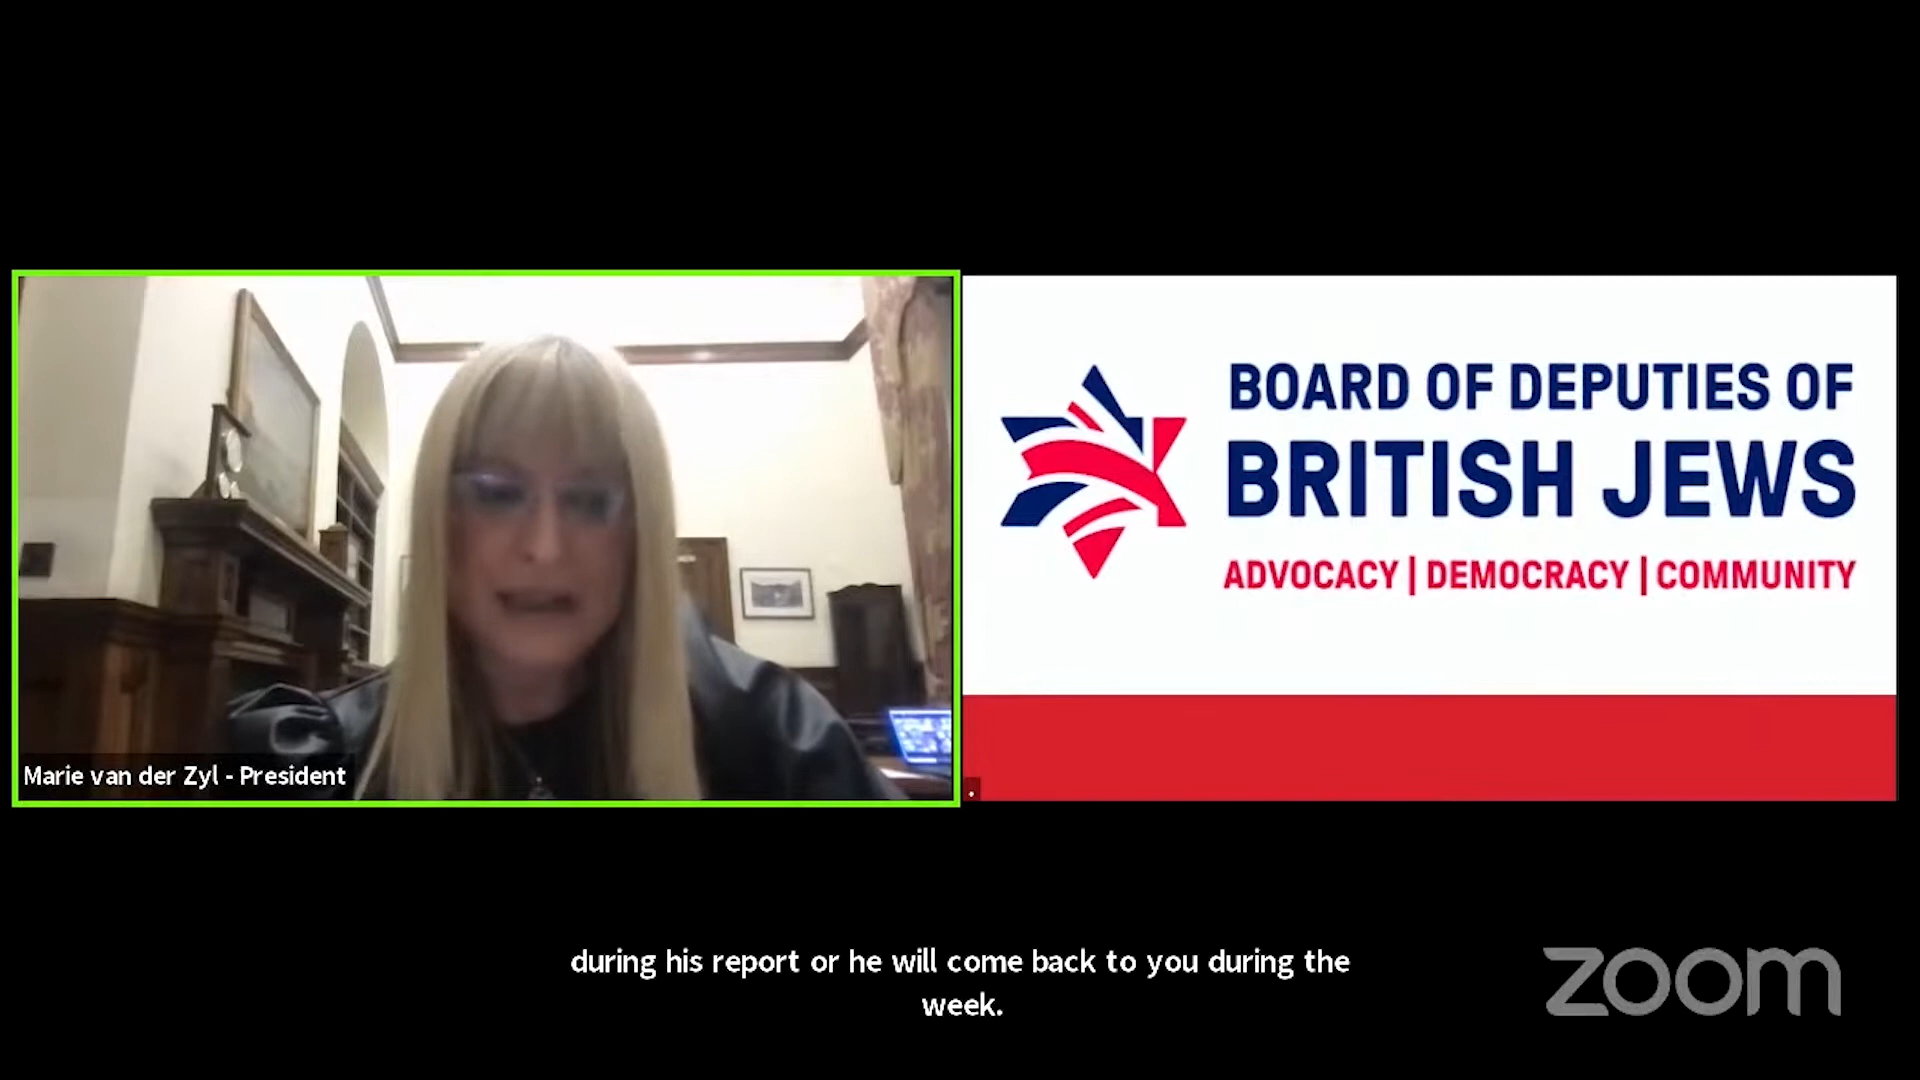 BOARD OF DEPUTIES OF
BRITISH JEWS
ADVOCACY | DEMOCRACY | COMMUNITY
Marie van der Zyl - President
.
during his report or he will come back to you during the
week.
zoom